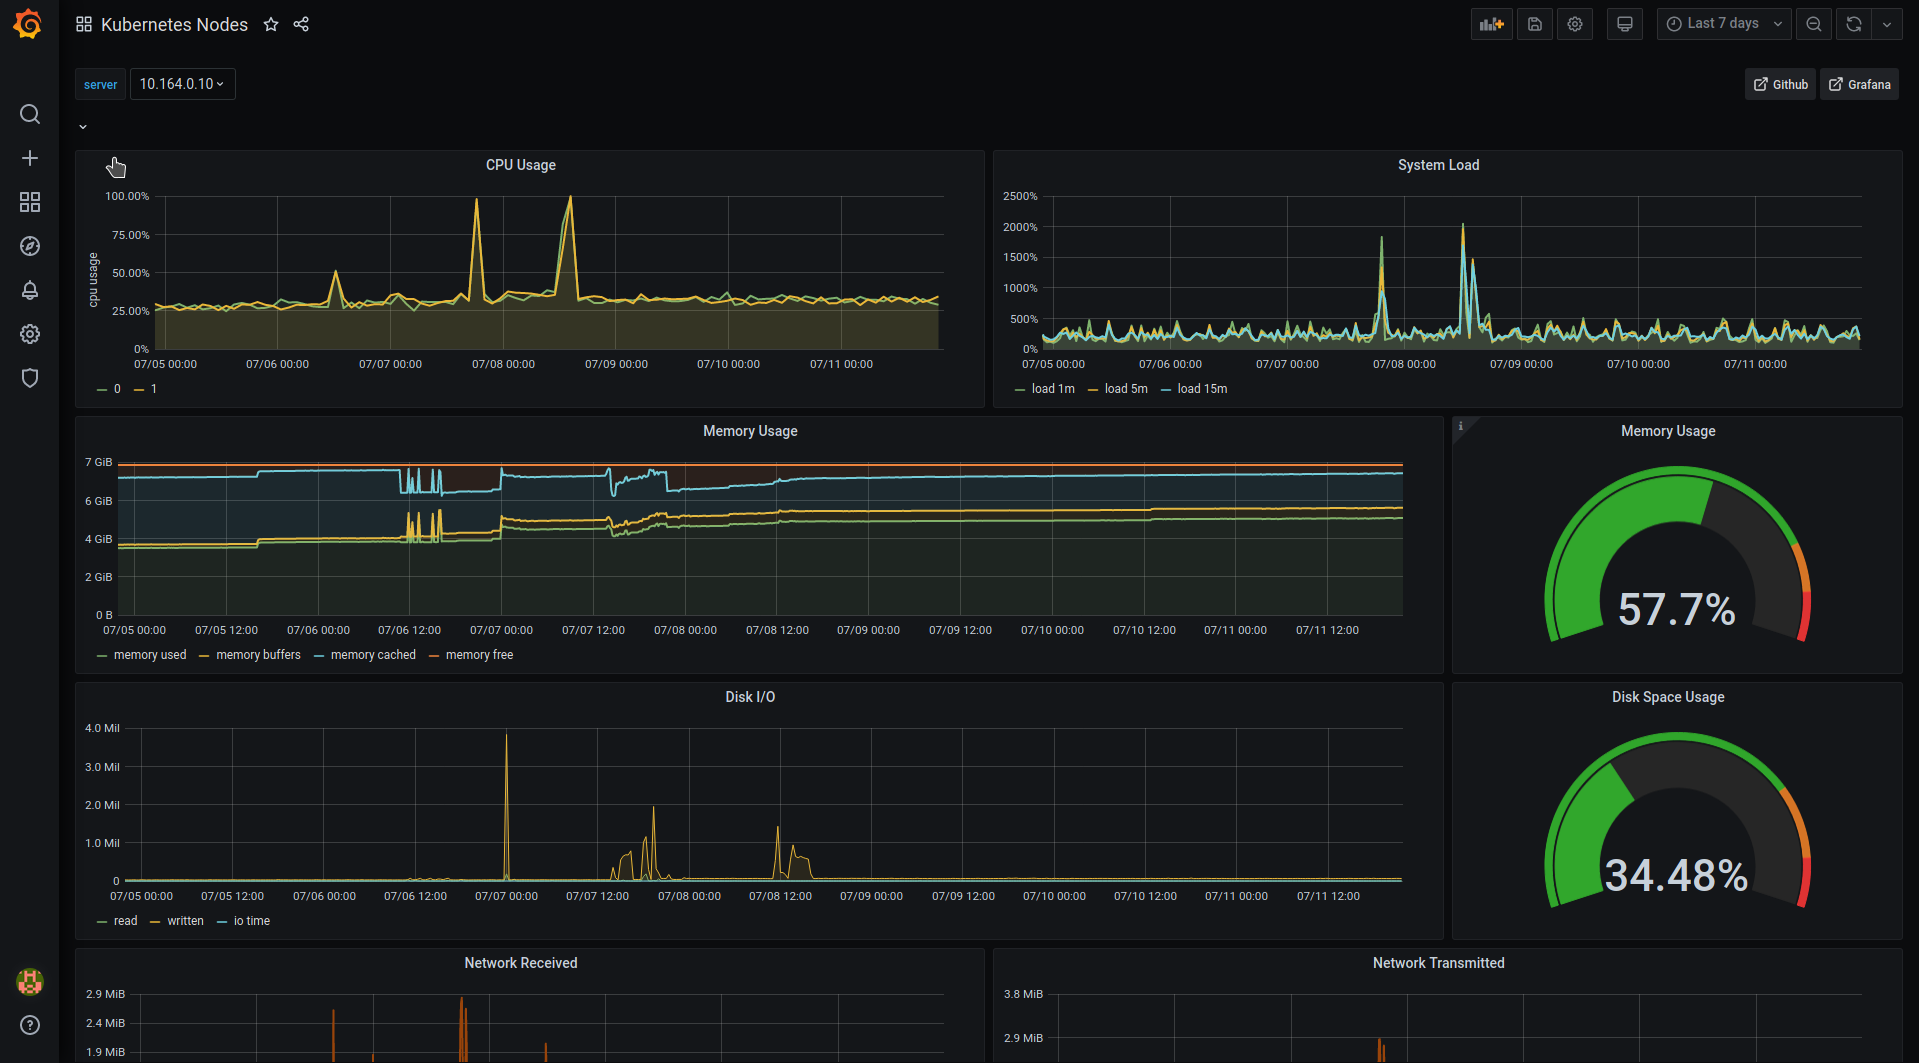 Kubernetes Nodes
Last 7 days
server 10.164.0.10
Github Grafana
CPU Usage
cpu usage
100.00%
75.00%
50.00%
25.00%
0%
07/05 00:00 07/06 00:00 07/07 00:00 07/08 00:00 07/09 00:00 07/10 00:00 07/11 00:00
0 1
System Load
2500%
2000%
1500%
1000%
500%
0%
07/05 00:00 07/06 00:00 07/07 00:00 07/08 00:00 07/09 00:00 07/10 00:00 07/11 00:00
load 1m load 5m load 15m
Memory Usage
7 GiB
6 GiB
4 GiB
2 GiB
0 B
07/05 00:00 07/05 12:00 07/06 00:00 07/06 12:00 07/07 00:00 07/07 12:00 07/08 00:00 07/08 12:00 07/09 00:00 07/09 12:00 07/10 00:00 07/10 12:00 07/11 00:00 07/11 12:00
memory used memory buffers memory cached memory free
i
Memory Usage
57.7%
Disk I/O
4.0 Mil
3.0 Mil
2.0 Mil
1.0 Mil
0
07/05 00:00 07/05 12:00 07/06 00:00 07/06 12:00 07/07 00:00 07/07 12:00 07/08 00:00 07/08 12:00 07/09 00:00 07/09 12:00 07/10 00:00 07/10 12:00 07/11 00:00 07/11 12:00
read written io time
Disk Space Usage
34.48%
Network Received
2.9 MiB
2.4 MiB
1.9 MiB
Network Transmitted
3.8 MiB
2.9 MiB